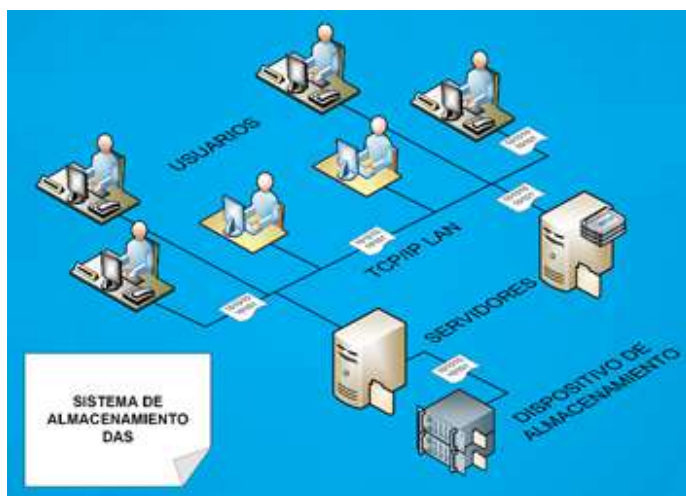 USUARIOS
TCP/IP LAN
SERVIDORES
DISPOSITIVO DE
ALMACENAMIENTO
SISTEMA DE
ALMACENAMIENTO
DAS